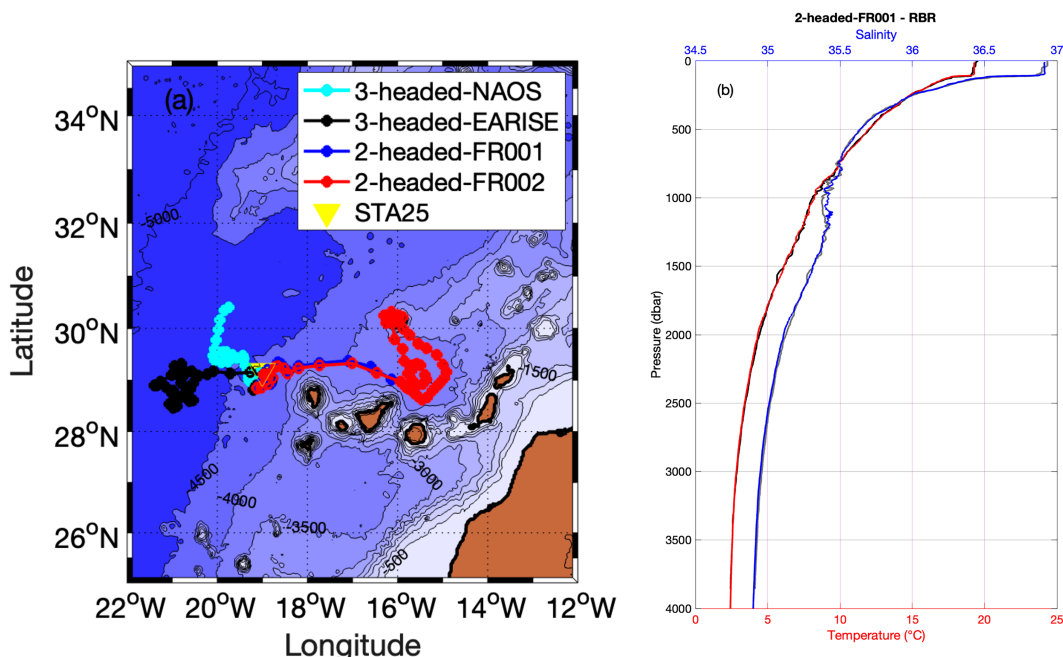 (a)
3-headed-NAOS
3-headed-EARISE
2-headed-FR001
2-headed-FR002
STA25
34°N
32°N
30°N
28°N
26°N
Latitude
-5000
-1500
-3000
-4500
-4000
-3500
-500
22°W 20°W 18°W 16°W 14°W 12°W
Longitude
2-headed-FR001 - RBR
Salinity
34.5 35 35.5 36 36.5 37
(b)
0
500
1000
1500
2000
2500
3000
3500
4000
Pressure (dbar)
0 5 10 15 20 25
Temperature (°C)